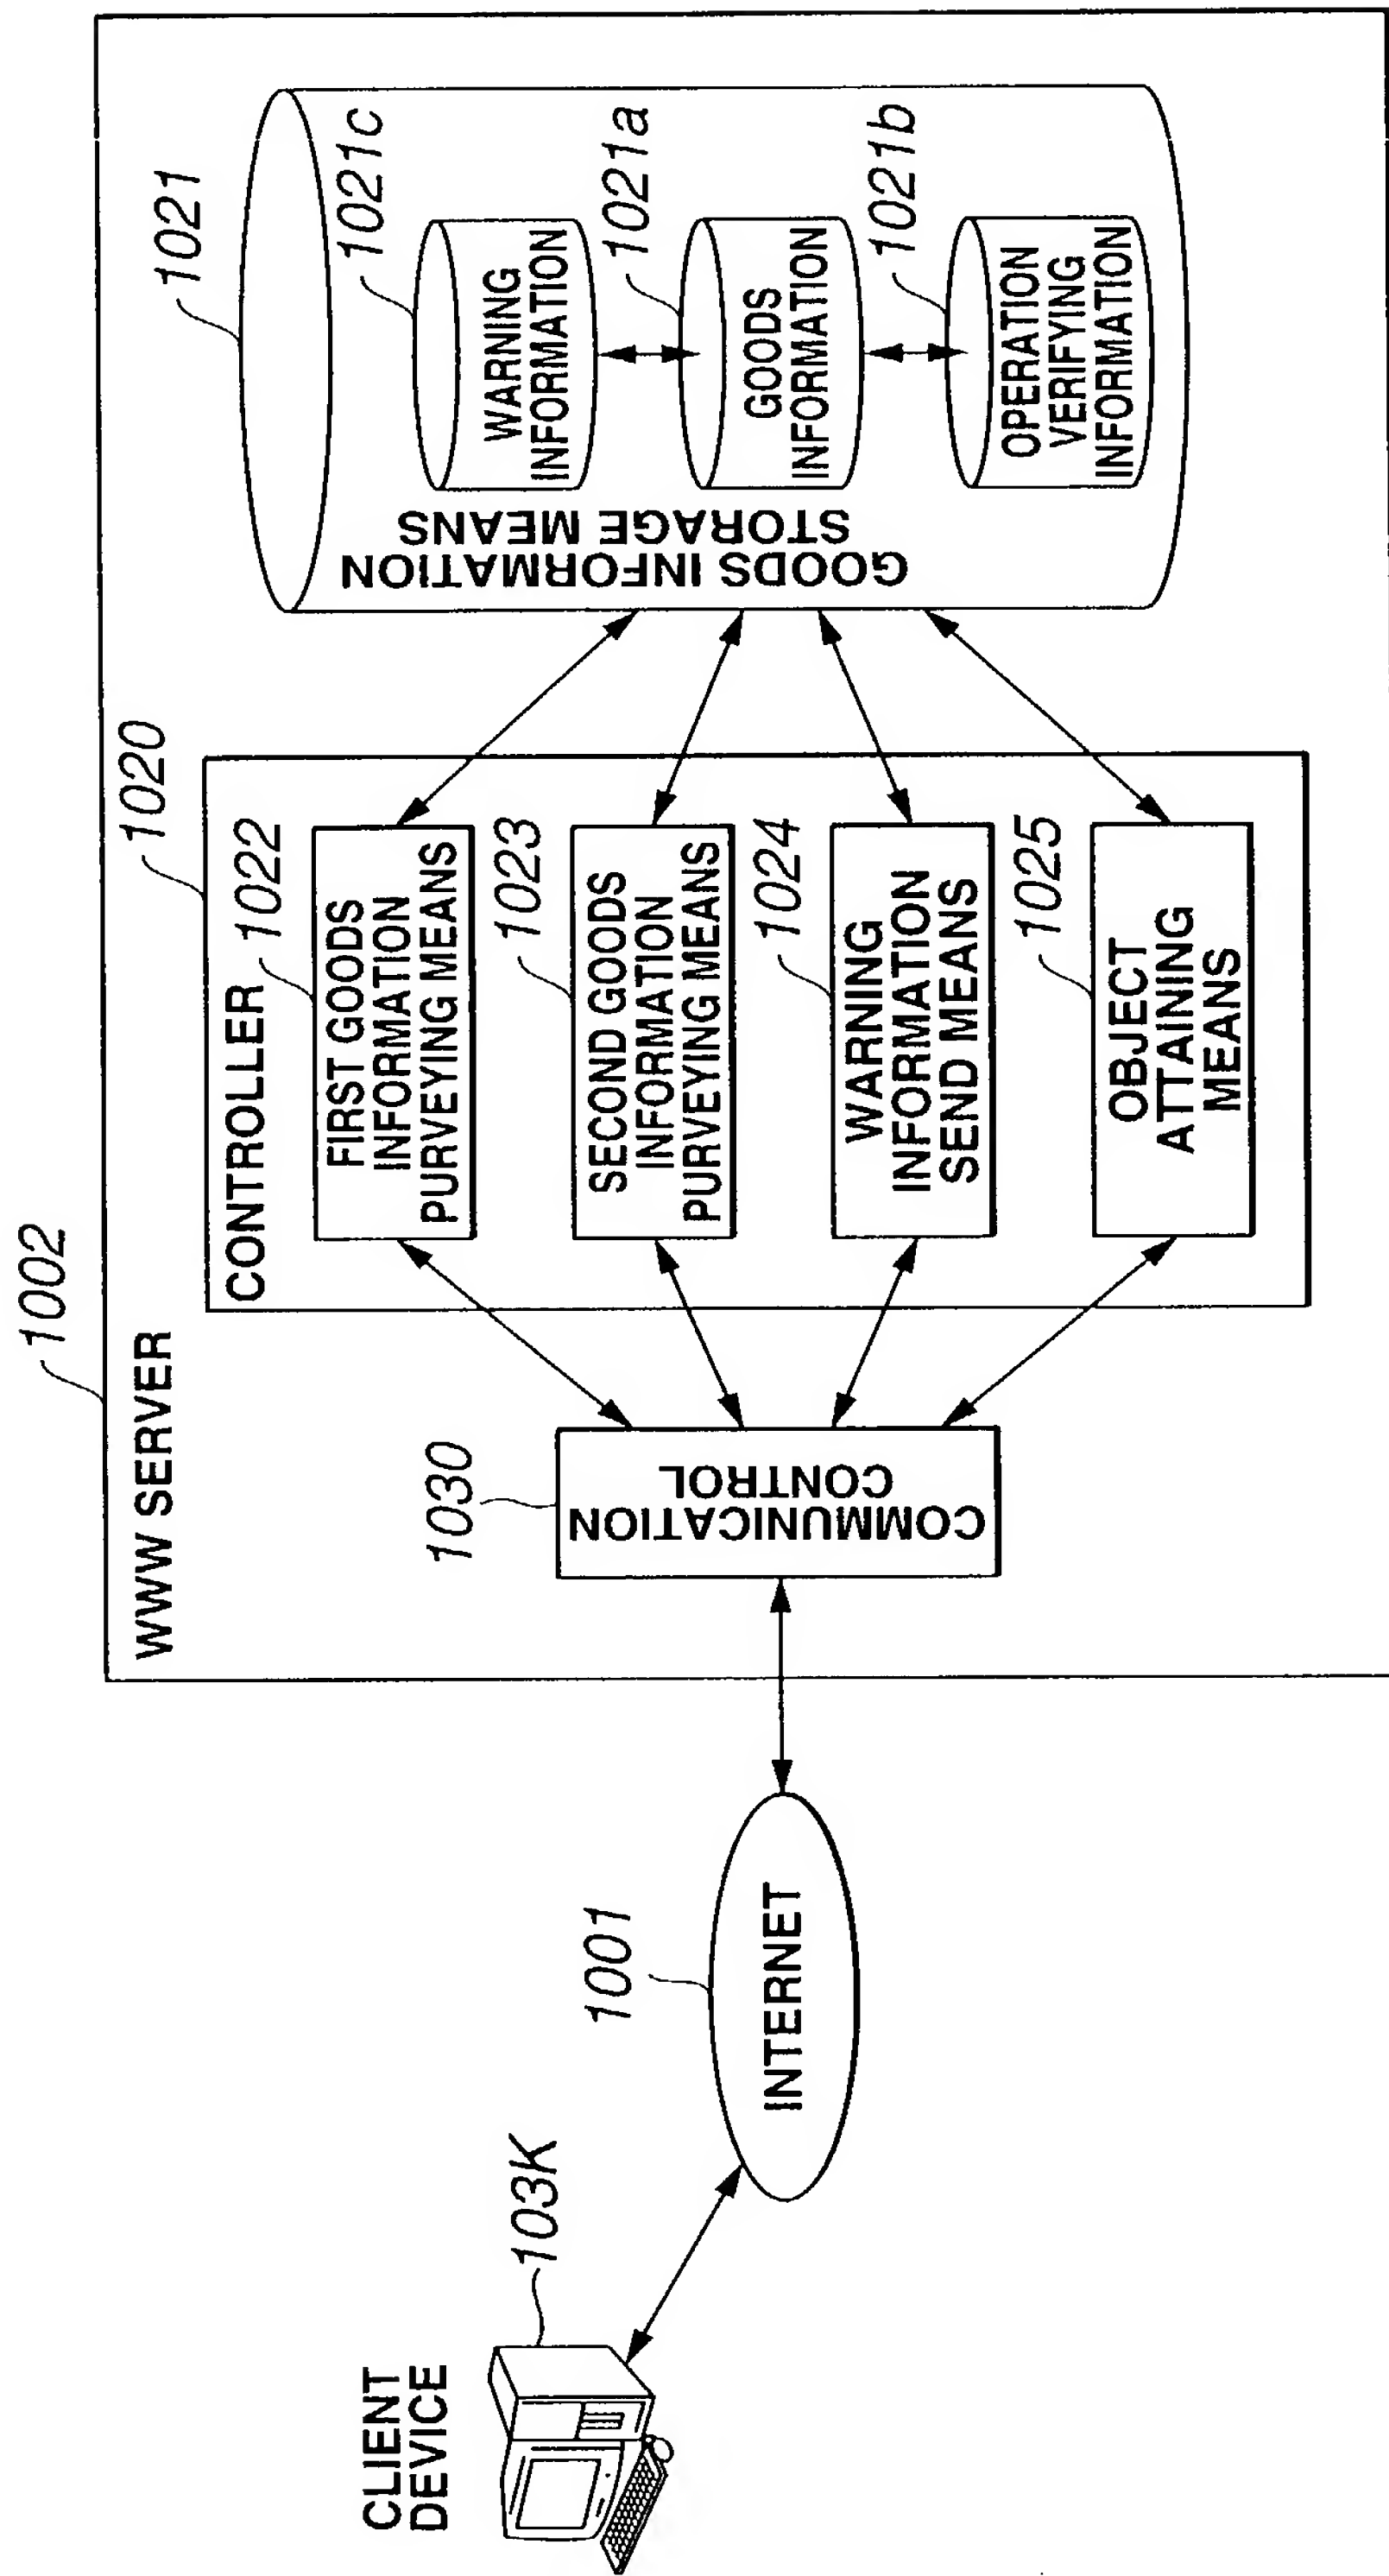 1002
WWW SERVER
1020
CONTROLLER
1022
FIRST GOODS
INFORMATION
PURVEYING MEANS
1023
SECOND GOODS
INFORMATION
PURVEYING MEANS
1024
WARNING
INFORMATION
SEND MEANS
1025
OBJECT
ATTAINING
MEANS
1021
GOODS INFORMATION
STORAGE MEANS
1021c
WARNING
INFORMATION
1021a
GOODS
INFORMATION
1021b
OPERATION
VERIFYING
INFORMATION
1030
COMMUNICATION
CONTROL
1001
INTERNET
CLIENT
DEVICE
103K